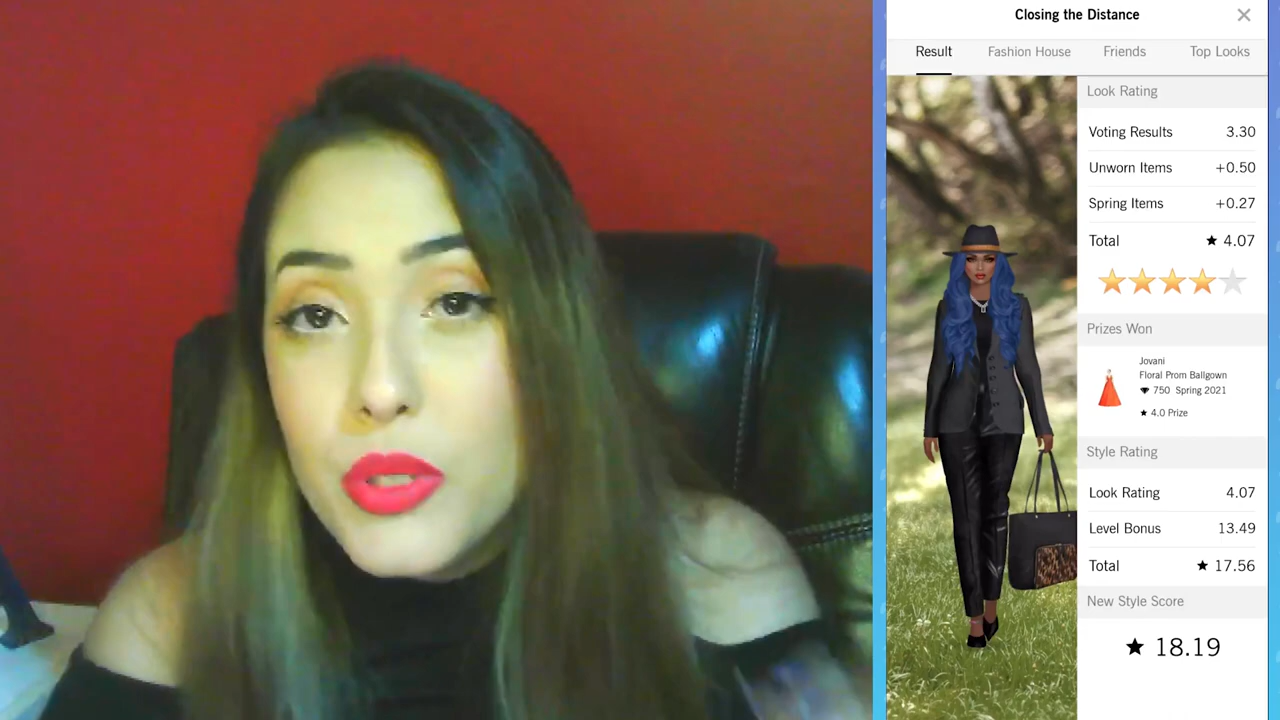 Closing the Distance
Result Fashion House Friends Top Looks
Look Rating
Voting Results 3.30
Unworn Items +0.50
Spring Items +0.27
Total ★ 4.07
Prizes Won
Jovani
Floral Prom Ballgown
750 Spring 2021
★ 4.0 Prize
Style Rating
Look Rating 4.07
Level Bonus 13.49
Total ★ 17.56
New Style Score
★ 18.19